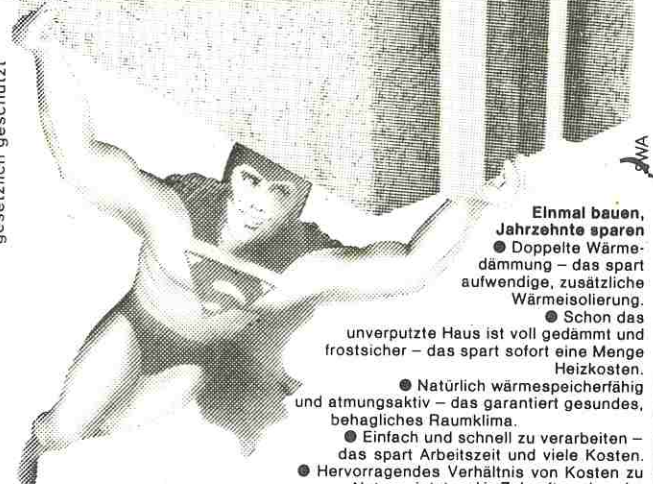 gesetzlich geschützt
Einmal bauen,
Jahrzehnte sparen
● Doppelte Wärme-
dämmung – das spart
aufwendige, zusätzliche
Wärmeisolierung.
● Schon das
unverputzte Haus ist voll gedämmt und
frostsicher – das spart sofort eine Menge
Heizkosten.
● Natürlich wärmespeicherfähig
und atmungsaktiv – das garantiert gesundes,
behagliches Raumklima.
● Einfach und schnell zu verarbeiten –
das spart Arbeitszeit und viele Kosten.
● Hervorragendes Verhältnis von Kosten zu